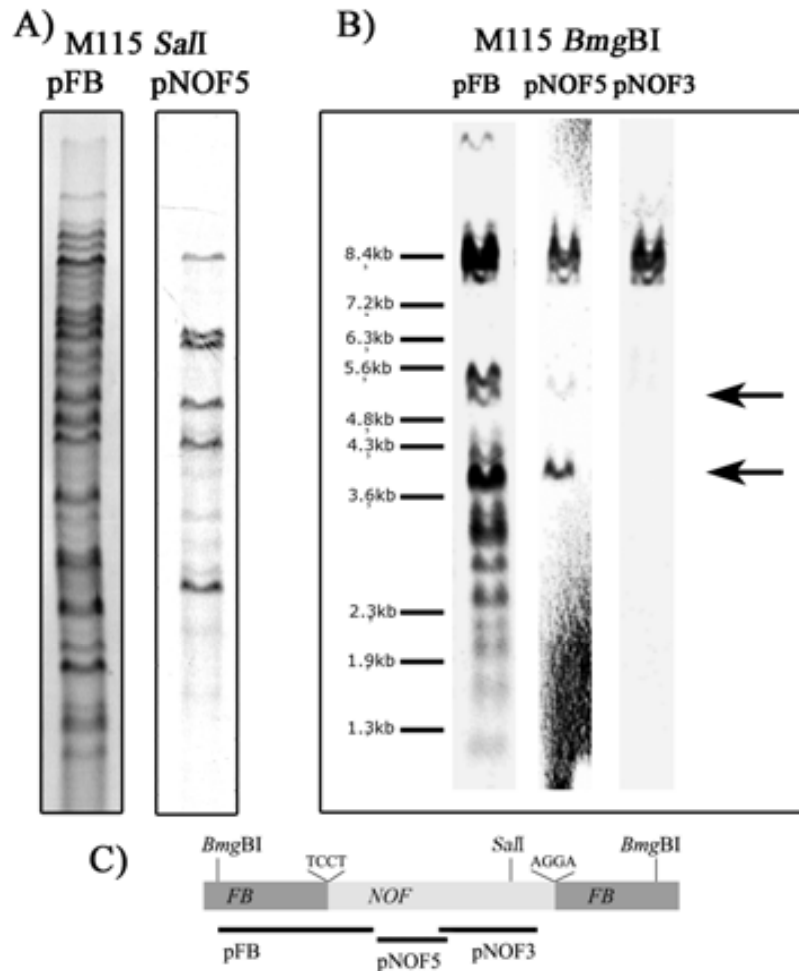 A)
M115 SalI
pFB pNOF5
B)
M115 BmgBI
pFB pNOF5 pNOF3
8.4kb
7.2kb
6.3kb
5.6kb
4.8kb
4.3kb
3.6kb
2.3kb
1.9kb
1.3kb
C)
BmgBI TCCT SalI AGGA BmgBI
FB NOF FB
pFB pNOF5 pNOF3